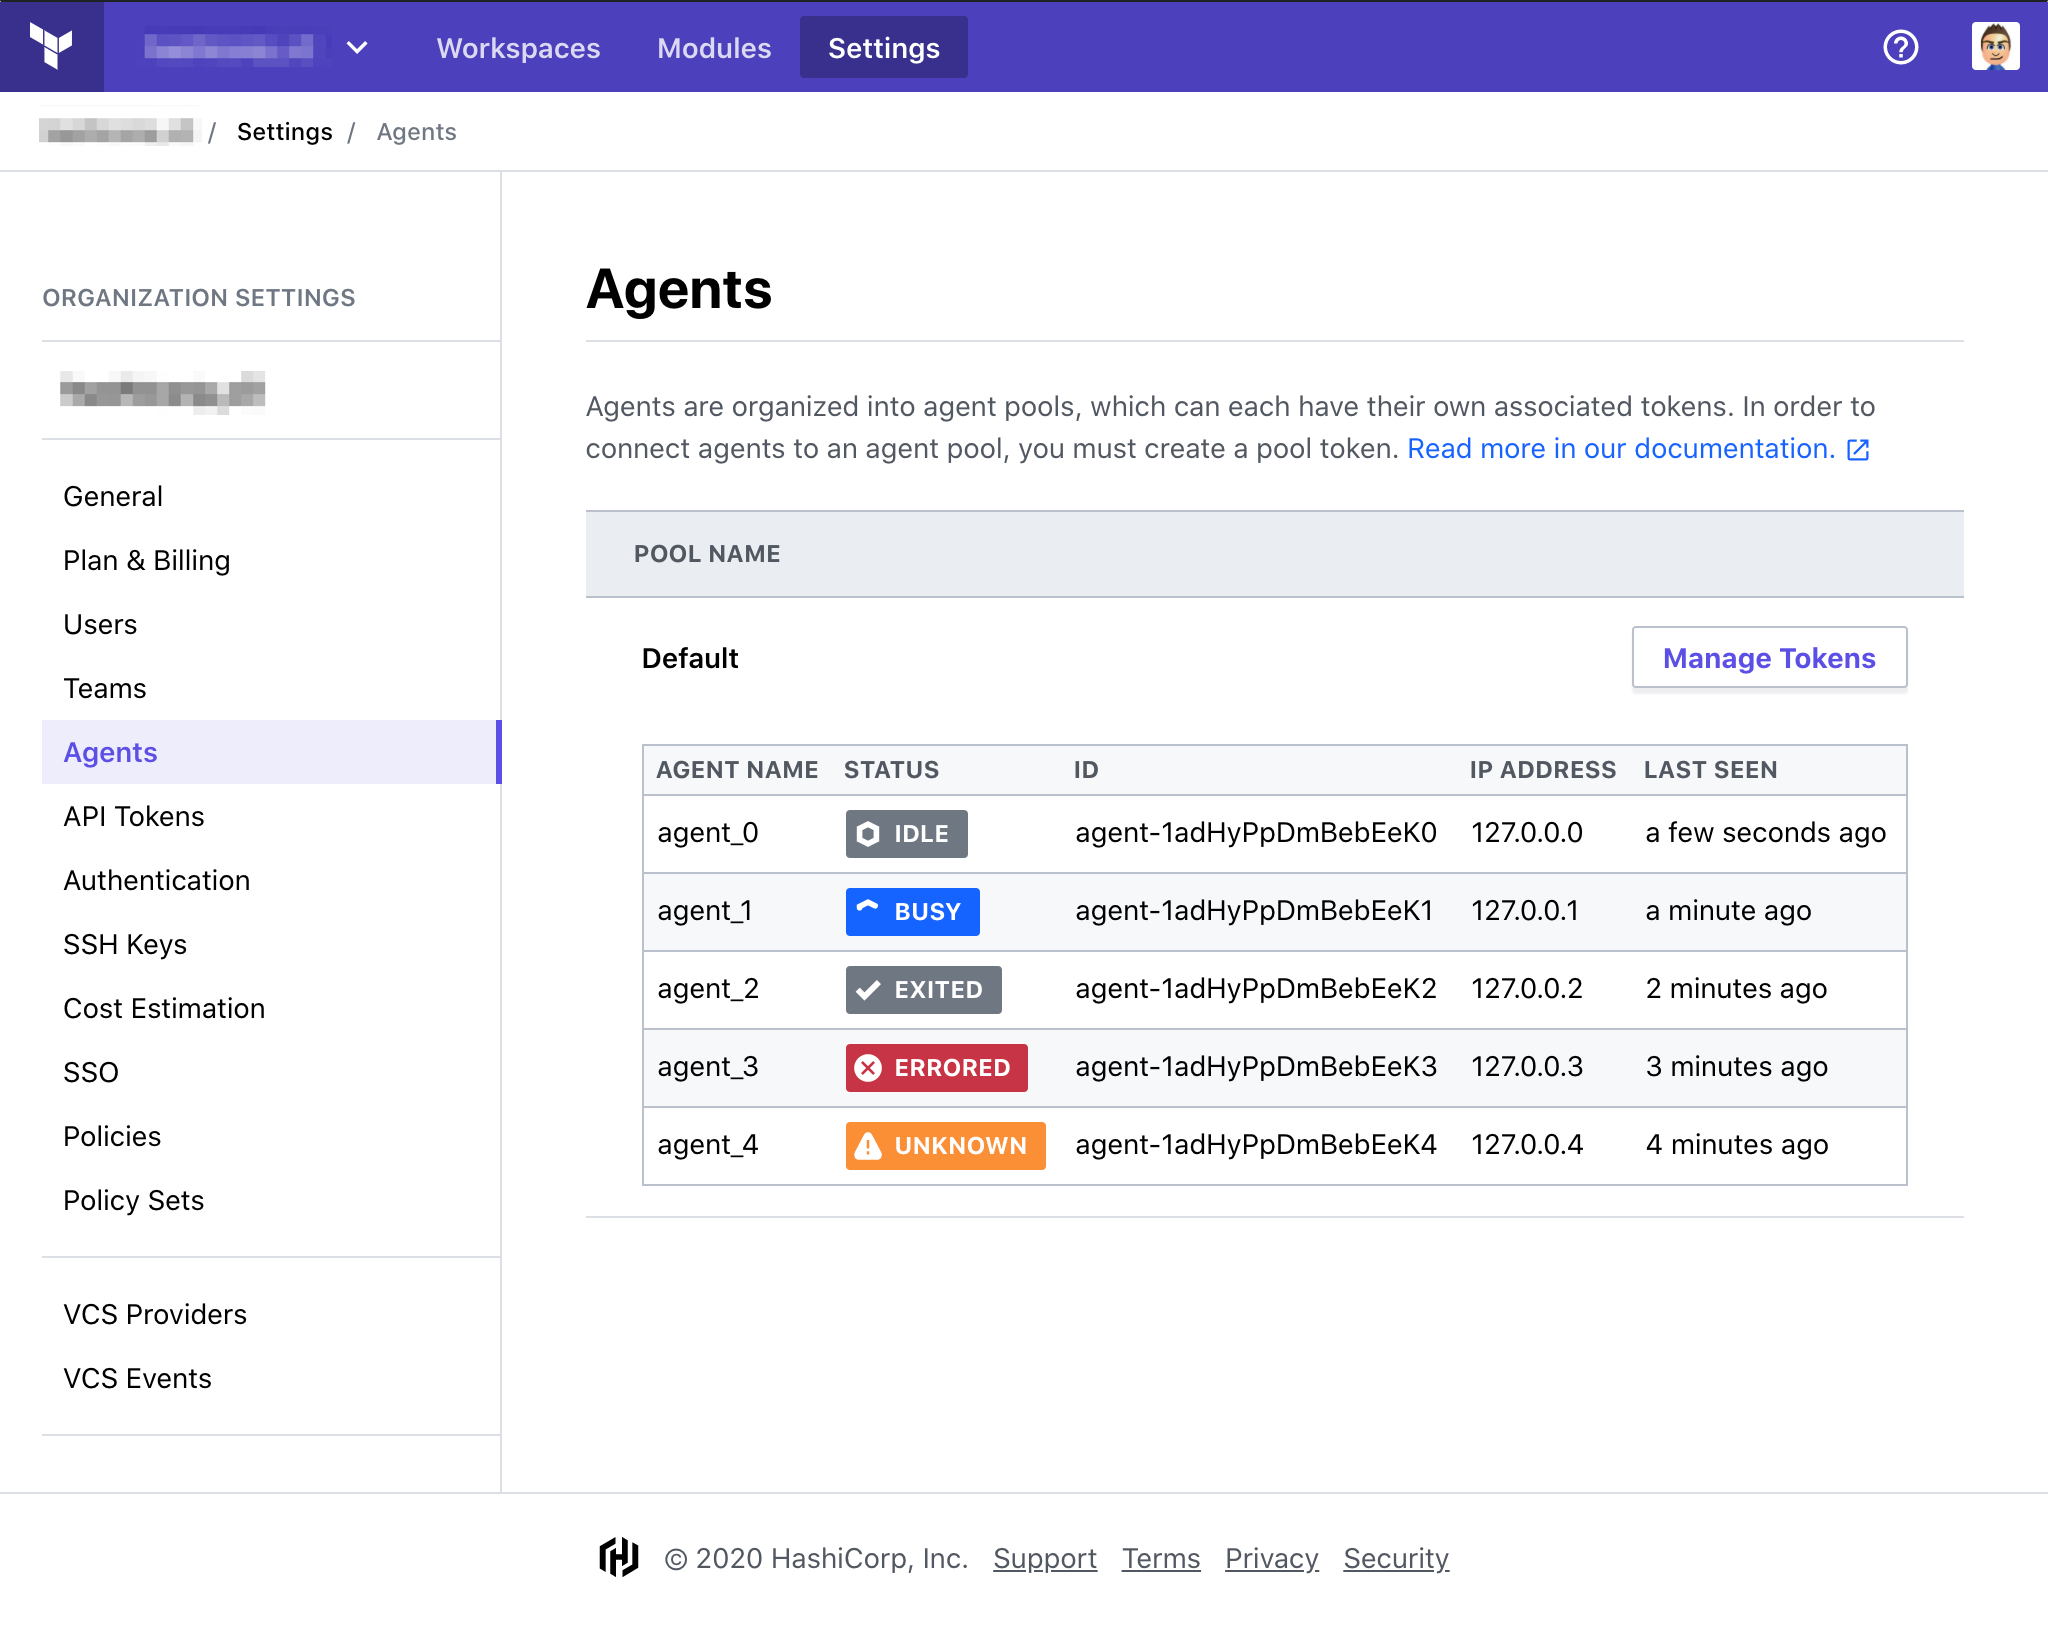 Workspaces Modules Settings
/ Settings / Agents
ORGANIZATION SETTINGS
General
Plan & Billing
Users
Teams
Agents
API Tokens
Authentication
SSH Keys
Cost Estimation
SSO
Policies
Policy Sets
VCS Providers
VCS Events
Agents
Agents are organized into agent pools, which can each have their own associated tokens. In order to
connect agents to an agent pool, you must create a pool token. Read more in our documentation.
POOL NAME
Default Manage Tokens
AGENT NAME STATUS ID IP ADDRESS LAST SEEN
agent_0 IDLE agent-1adHyPpDmBebEeK0 127.0.0.0 a few seconds ago
agent_1 BUSY agent-1adHyPpDmBebEeK1 127.0.0.1 a minute ago
agent_2 EXITED agent-1adHyPpDmBebEeK2 127.0.0.2 2 minutes ago
agent_3 ERRORED agent-1adHyPpDmBebEeK3 127.0.0.3 3 minutes ago
agent_4 UNKNOWN agent-1adHyPpDmBebEeK4 127.0.0.4 4 minutes ago
© 2020 HashiCorp, Inc. Support Terms Privacy Security